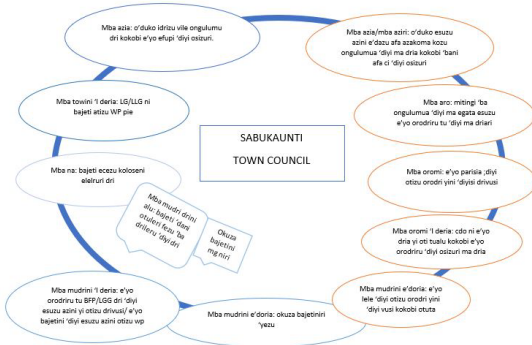 Mba azia: o'duko idrizu vile ongulumu
dri kokobi e'yo efupi 'diyi osizuri.
Mba azia/mba aziri: o'duko esuzu
azini e'dazu afa azakoma kozu
ongulumua 'diyi ma dria kokobi 'bani
afa ci 'diyi osizuri
Mba towini 'l deria: LG/LLG ni
bajeti atizu WP pie
Mba aro: mitingi 'ba
ongulumua 'diyi ma egata esuzu
e'yo orodriru tu 'diyi ma driari
SABUKAUNTI
TOWN COUNCIL
Mba na: bajeti ecezu koloseni
elelruri dri
Mba oromi: e'yo parisia ;diyi
otizu orodri yini 'diyisi drivusi
Mba mudri drini
alu: bajeti 'dani
otuleri fezu 'ba
drileru 'diyi dri
Okuza
bajetini
mg niri
Mba oromi 'l deria: cdo ni e'yo
dria yi oti tualu kokobi e'yo
orodriru 'diyi osizuri ma dria
Mba mudrini 'l deria: e'yo
orodriru tu BFP/LGG dri 'diyi
esuzu azini yi otizu drivusi/ e'yo
bajetini 'diyi esuzu azini otizu wp
Mba mudrini e'doria: okuza bajetiniri
'yezu
Mba mudrini e'doria: e'yo
lele 'diyi otizu orodri yini
'diyi vusi kokobi otuta